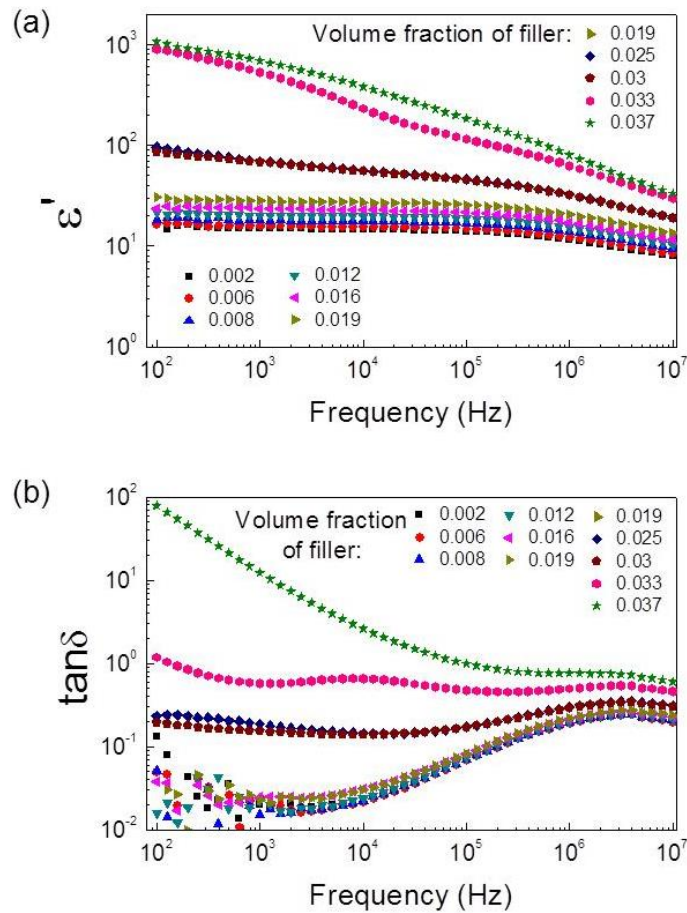 (a)
Volume fraction of filler:
0.019
0.025
0.03
0.033
0.037
10³
10²
10¹
10⁰
ε'
0.002
0.006
0.008
0.012
0.016
0.019
10² 10³ 10⁴ 10⁵ 10⁶ 10⁷
Frequency (Hz)
(b)
Volume fraction
of filler:
0.002
0.006
0.008
0.012
0.016
0.019
0.019
0.025
0.03
0.033
0.037
10²
10¹
10⁰
10⁻¹
10⁻²
tanδ
10² 10³ 10⁴ 10⁵ 10⁶ 10⁷
Frequency (Hz)